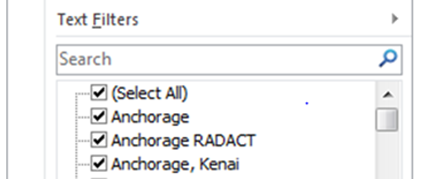 Text Filters
Search
(Select All)
Anchorage
Anchorage RADACT
Anchorage, Kenai